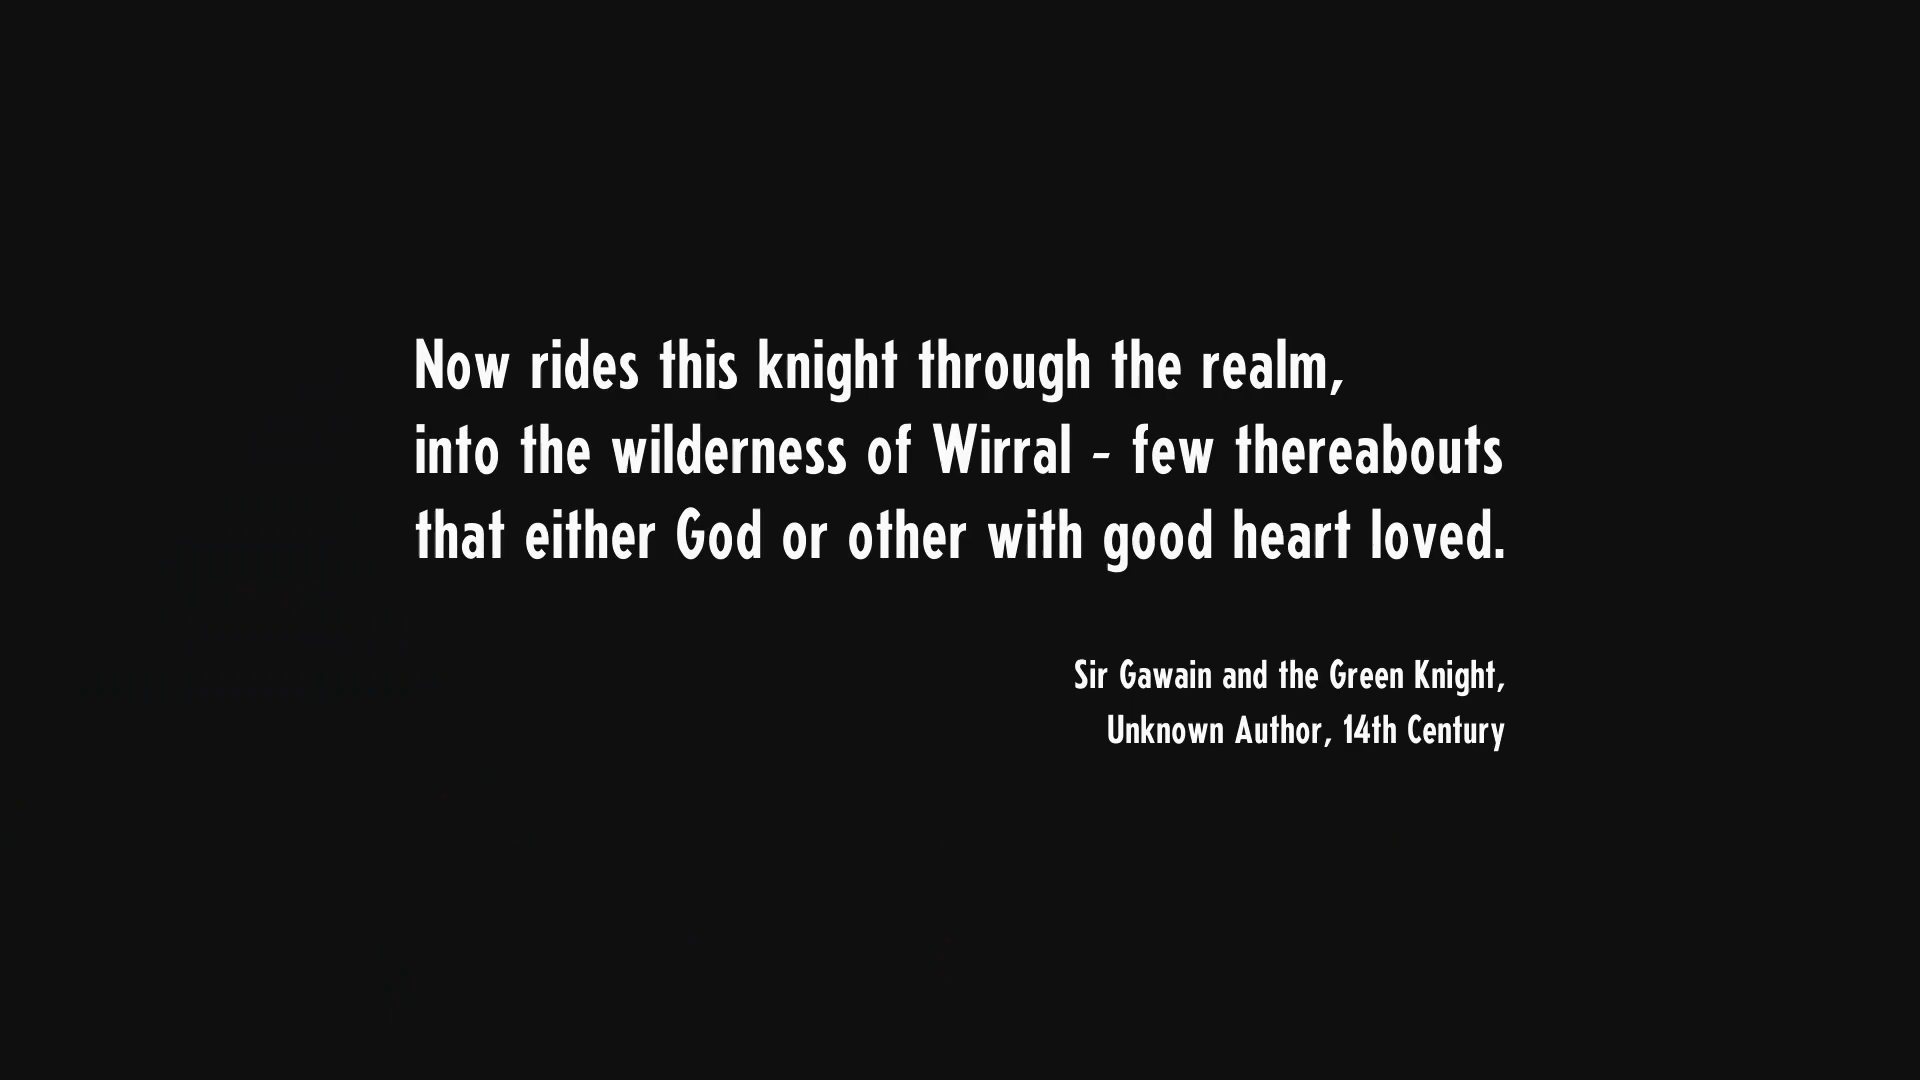 Now rides this knight through the realm,
into the wilderness of Wirral - few thereabouts
that either God or other with good heart loved.
Sir Gawain and the Green Knight,
Unknown Author, 14th Century